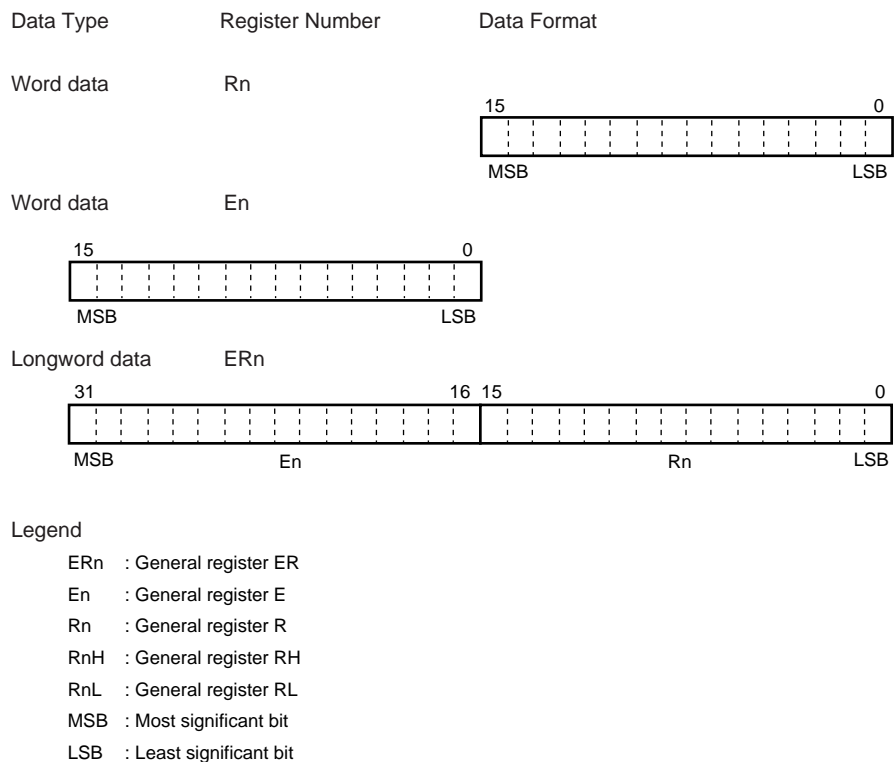 Data Type Register Number Data Format
Word data Rn
15 0
MSB LSB
Word data En
15 0
MSB LSB
Longword data ERn
31 16 15 0
MSB En Rn LSB
Legend
ERn : General register ER
En : General register E
Rn : General register R
RnH : General register RH
RnL : General register RL
MSB : Most significant bit
LSB : Least significant bit